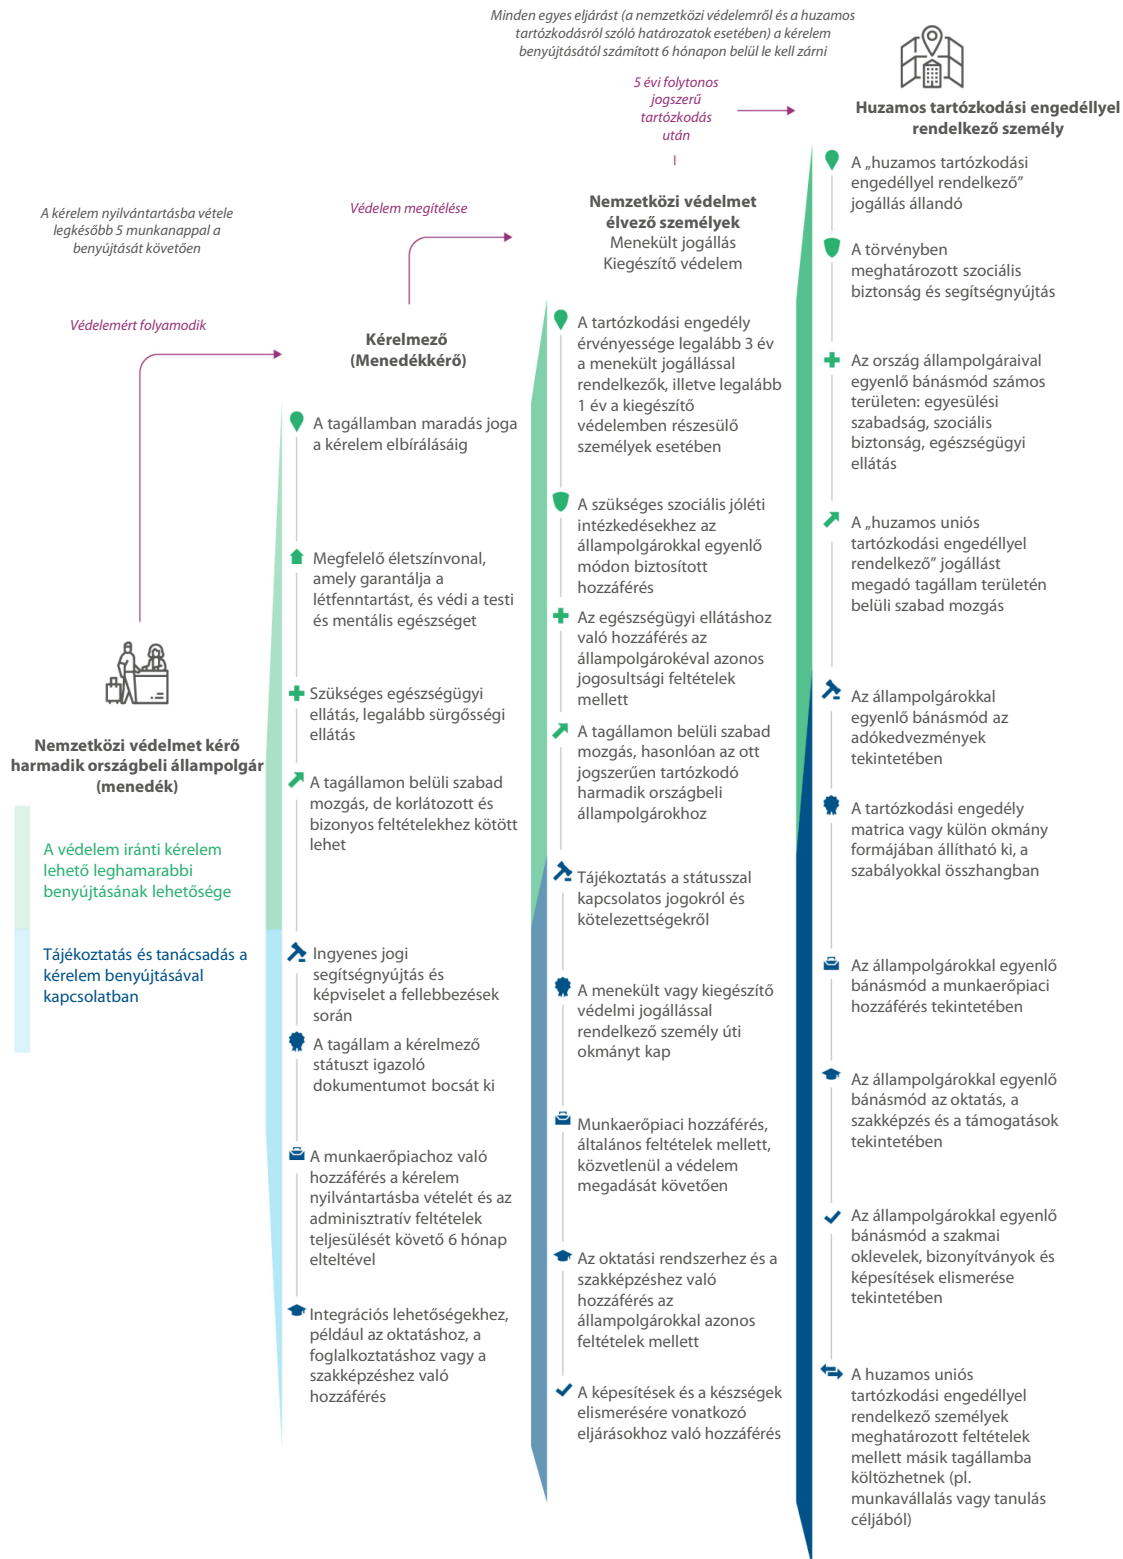 Minden egyes eljárást (a nemzetközi védelemről és a huzamos
tartózkodásról szóló határozatok esetében) a kérelem
benyújtásától számított 6 hónapon belül le kell zárni
A kérelem nyilvántartásba vétele
legkésőbb 5 munkanappal a
benyújtását követően
Védelemért folyamodik
Védelem megítélése
5 évi folytonos
jogszerű
tartózkodás
után
Nemzetközi védelmet kérő
harmadik országbeli állampolgár
(menedék)
A védelem iránti kérelem
lehető leghamarabbi
benyújtásának lehetősége
Tájékoztatás és tanácsadás a
kérelem benyújtásával
kapcsolatban
Kérelmező
(Menedékkérő)
A tagállamban maradás joga
a kérelem elbírálásáig
Megfelelő életszínvonal,
amely garantálja a
létfenntartást, és védi a testi
és mentális egészséget
Szükséges egészségügyi
ellátás, legalább sürgősségi
ellátás
A tagállamon belüli szabad
mozgás, de korlátozott és
bizonyos feltételekhez kötött
lehet
Ingyenes jogi
segítségnyújtás és
képviselet a fellebbezések
során
A tagállam a kérelmező
státuszt igazoló
dokumentumot bocsát ki
A munkaerőpiachoz való
hozzáférés a kérelem
nyilvántartásba vételét és az
adminisztratív feltételek
teljesülését követő 6 hónap
elteltével
Integrációs lehetőségekhez,
például az oktatáshoz, a
foglalkoztatáshoz vagy a
szakképzéshez való
hozzáférés
Nemzetközi védelmet
élvező személyek
Menekült jogállás
Kiegészítő védelem
A tartózkodási engedély
érvényessége legalább 3 év
a menekült jogállással
rendelkezők, illetve legalább
1 év a kiegészítő
védelemben részesülő
személyek esetében
A szükséges szociális jóléti
intézkedésekhez az
állampolgárokkal egyenlő
módon biztosított
hozzáférés
Az egészségügyi ellátáshoz
való hozzáférés az
állampolgárokéval azonos
jogosultsági feltételek
mellett
A tagállamon belüli szabad
mozgás, hasonlóan az ott
jogszerűen tartózkodó
harmadik országbeli
állampolgárokhoz
Tájékoztatás a státusszal
kapcsolatos jogokról és
kötelezettségekről
A menekült vagy kiegészítő
védelmi jogállással
rendelkező személy úti
okmányt kap
Munkaerőpiaci hozzáférés,
általános feltételek mellett,
közvetlenül a védelem
megadását követően
Az oktatási rendszerhez és a
szakképzéshez való
hozzáférés az
állampolgárokkal azonos
feltételek mellett
A képesítések és a készségek
elismerésére vonatkozó
eljárásokhoz való hozzáférés
Huzamos tartózkodási engedéllyel
rendelkező személy
A „huzamos tartózkodási
engedéllyel rendelkező”
jogállás állandó
A törvényben
meghatározott szociális
biztonság és segítségnyújtás
Az ország állampolgáraival
egyenlő bánásmód számos
területen: egyesülési
szabadság, szociális
biztonság, egészségügyi
ellátás
A „huzamos uniós
tartózkodási engedéllyel
rendelkező” jogállást
megadó tagállam területén
belüli szabad mozgás
Az állampolgárokkal
egyenlő bánásmód az
adókedvezmények
tekintetében
A tartózkodási engedély
matrica vagy külön okmány
formájában állítható ki, a
szabályokkal összhangban
Az állampolgárokkal egyenlő
bánásmód a munkaerőpiaci
hozzáférés tekintetében
Az állampolgárokkal egyenlő
bánásmód az oktatás, a
szakképzés és a támogatások
tekintetében
Az állampolgárokkal egyenlő
bánásmód a szakmai
oklevelek, bizonyítványok és
képesítések elismerése
tekintetében
A huzamos uniós
tartózkodási engedéllyel
rendelkező személyek
meghatározott feltételek
mellett másik tagállamba
költözhetnek (pl.
munkavállalás vagy tanulás
céljából)